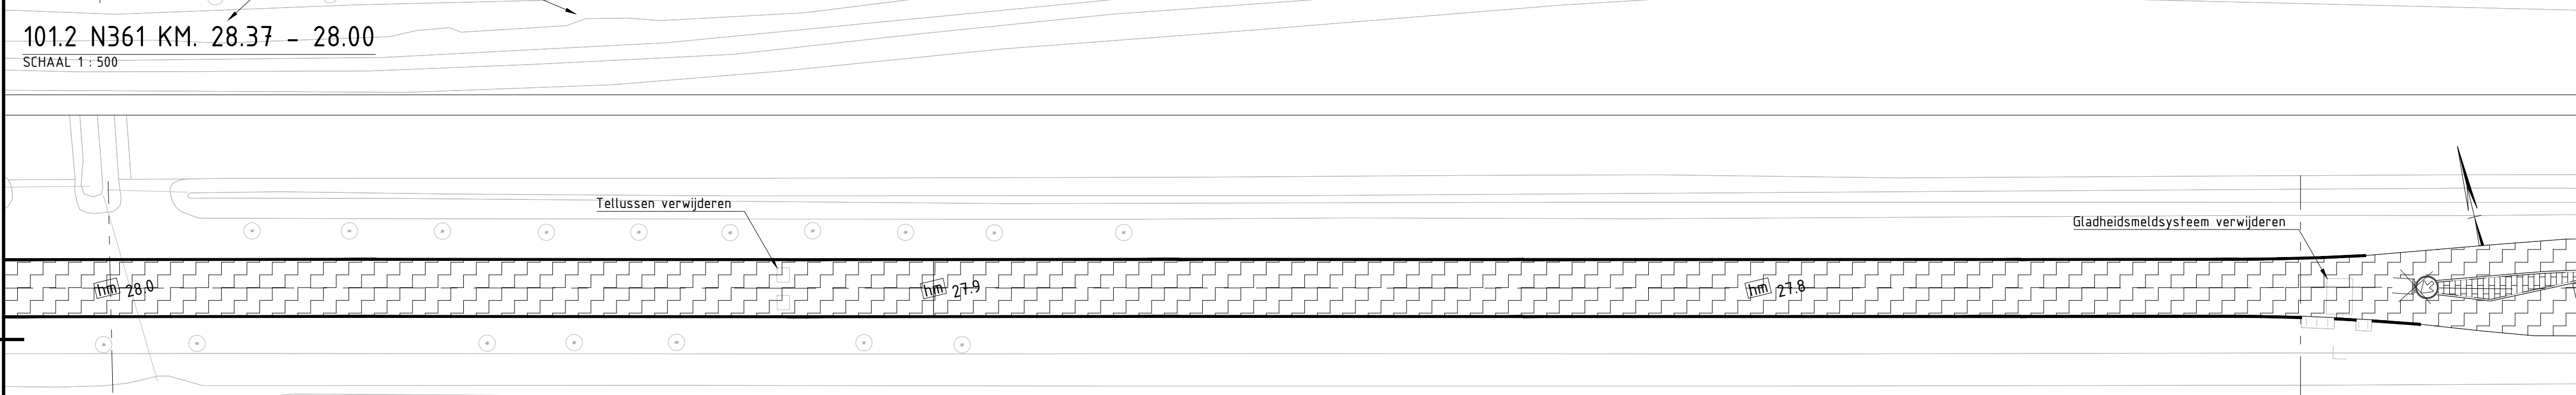 101.2 N361 KM. 28.37 - 28.00
SCHAAL 1 : 500
Tellussen verwijderen
Gladheidsmeldsysteem verwijderen
hm 28.0
hm 27.9
hm 27.8